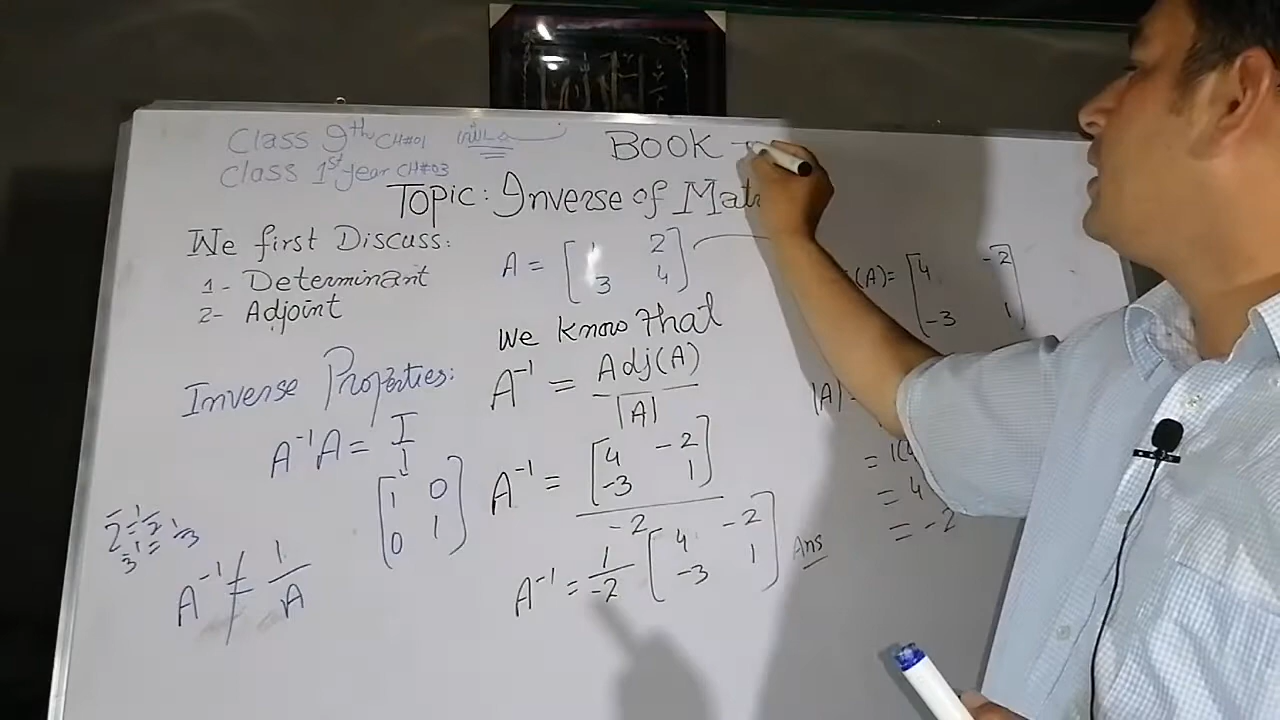 Class 9th CH#01
Class 1st year CH#03
BOOK
Topic: Inverse of Mat
We first Discuss:
1- Determinant
2- Adjoint
A = [1 2
3 4]
We know that
A⁻¹ = Adj(A)
|A|
A⁻¹ = [4 -2
-3 1]
-2
A⁻¹ = 1/-2 [4 -2
-3 1] Ans
Inverse Properties:
A⁻¹A = I
[1 0
0 1]
A⁻¹ ≠ 1/A
(A) = [4 -2
-3 1]
|A|
= 1(4
= 4
= -2